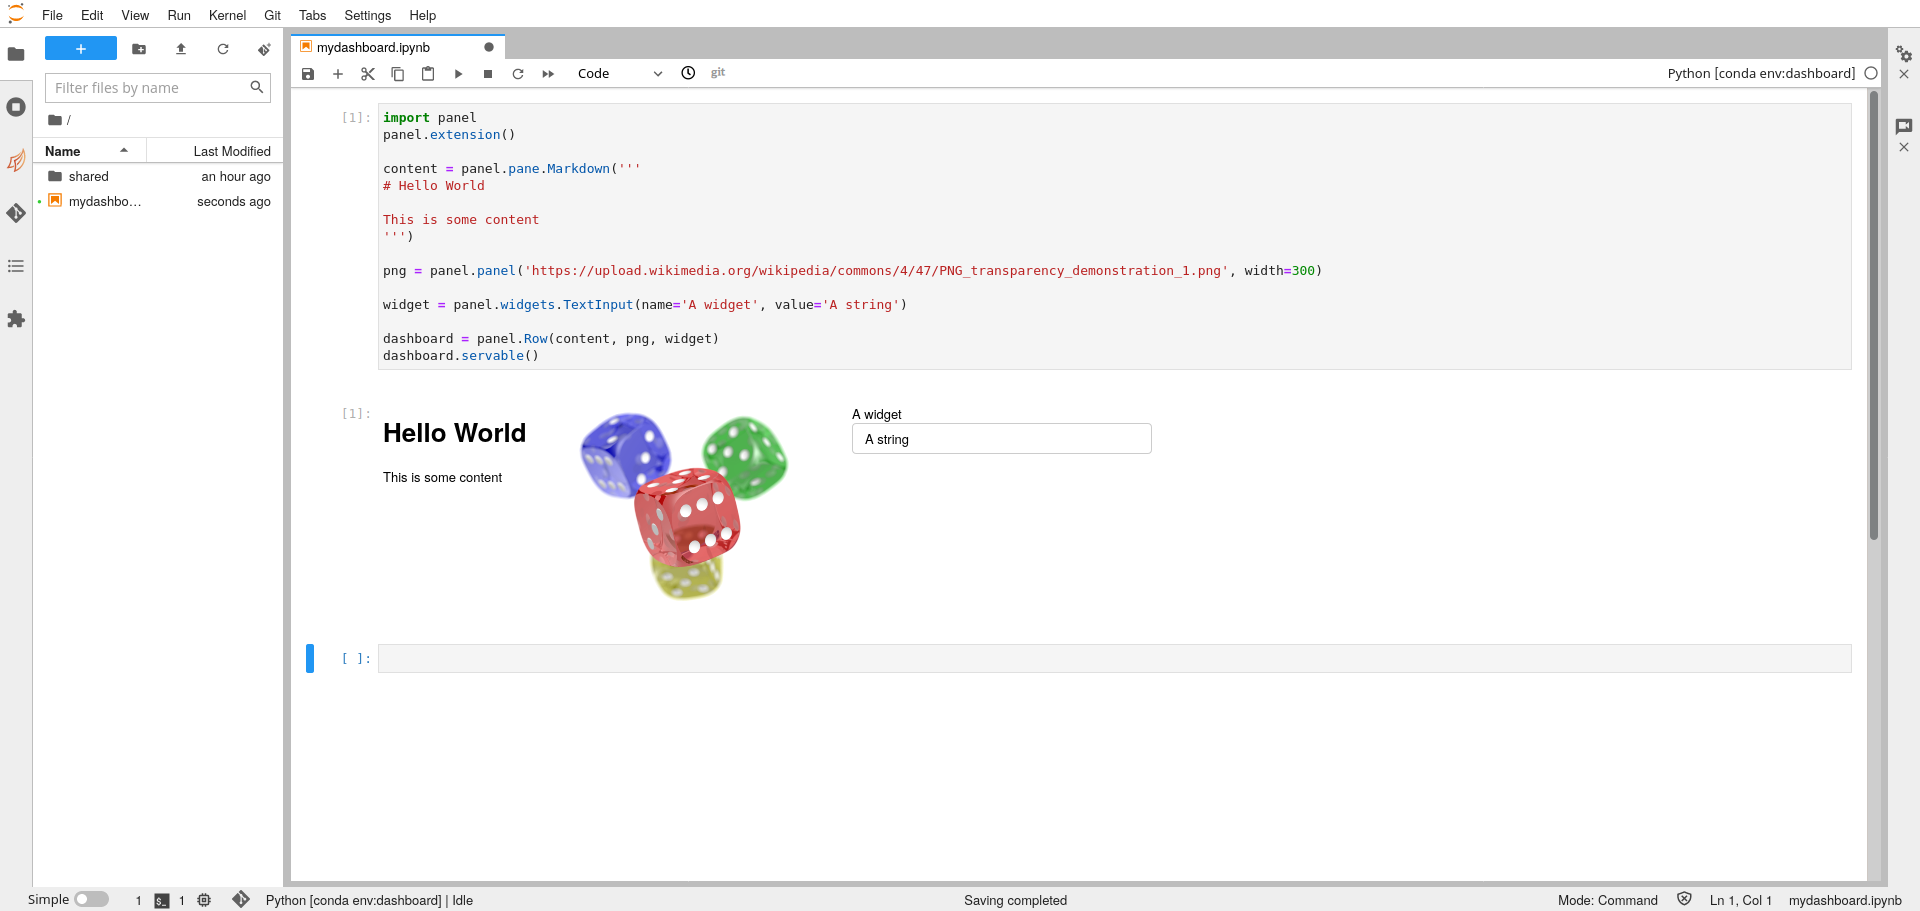 File Edit View Run Kernel Git Tabs Settings Help
Filter files by name
/
Name Last Modified
shared an hour ago
mydashbo... seconds ago
mydashboard.ipynb
Code git Python [conda env:dashboard]
[1]: import panel
panel.extension()
content = panel.pane.Markdown('''
# Hello World
This is some content
''')
png = panel.panel('https://upload.wikimedia.org/wikipedia/commons/4/47/PNG_transparency_demonstration_1.png', width=300)
widget = panel.widgets.TextInput(name='A widget', value='A string')
dashboard = panel.Row(content, png, widget)
dashboard.servable()
[1]:
Hello World
This is some content
A widget
A string
[ ]:
Simple 1 $_ 1 Python [conda env:dashboard] | Idle Saving completed Mode: Command Ln 1, Col 1 mydashboard.ipynb